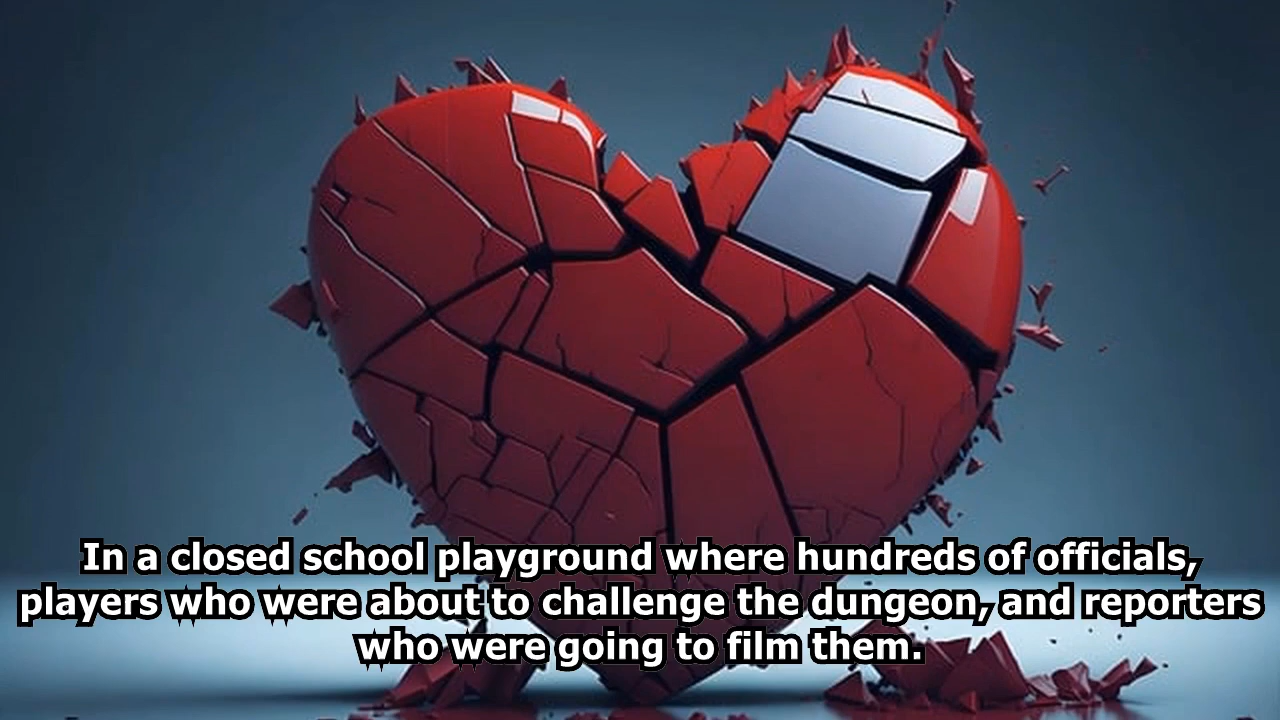 In a closed school playground where hundreds of officials,
players who were about to challenge the dungeon, and reporters
who were going to film them.